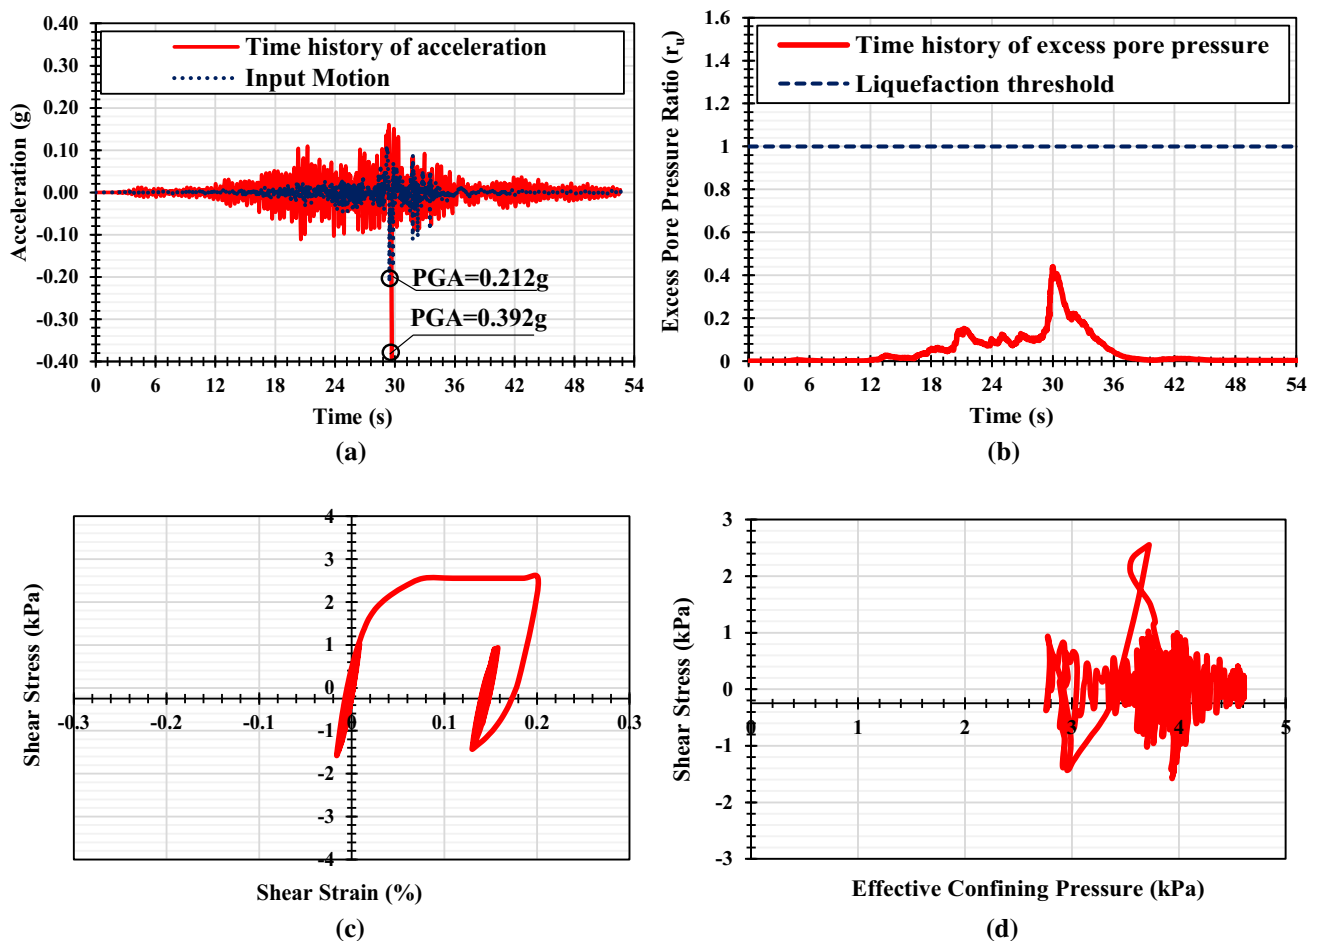 0.40
0.30
0.20
0.10
0.00
-0.10
-0.20
-0.30
-0.40
Acceleration (g)
Time history of acceleration
Input Motion
PGA=0.212g
PGA=0.392g
0 6 12 18 24 30 36 42 48 54
Time (s)
(a)
1.6
1.4
1.2
1
0.8
0.6
0.4
0.2
0
Excess Pore Pressure Ratio (ru)
Time history of excess pore pressure
Liquefaction threshold
0 6 12 18 24 30 36 42 48 54
Time (s)
(b)
4
3
2
1
0
-1
-2
-3
-4
Shear Stress (kPa)
-0.3 -0.2 -0.1 0 0.1 0.2 0.3
Shear Strain (%)
(c)
3
2
1
0
-1
-2
-3
Shear Stress (kPa)
0 1 2 3 4 5
Effective Confining Pressure (kPa)
(d)